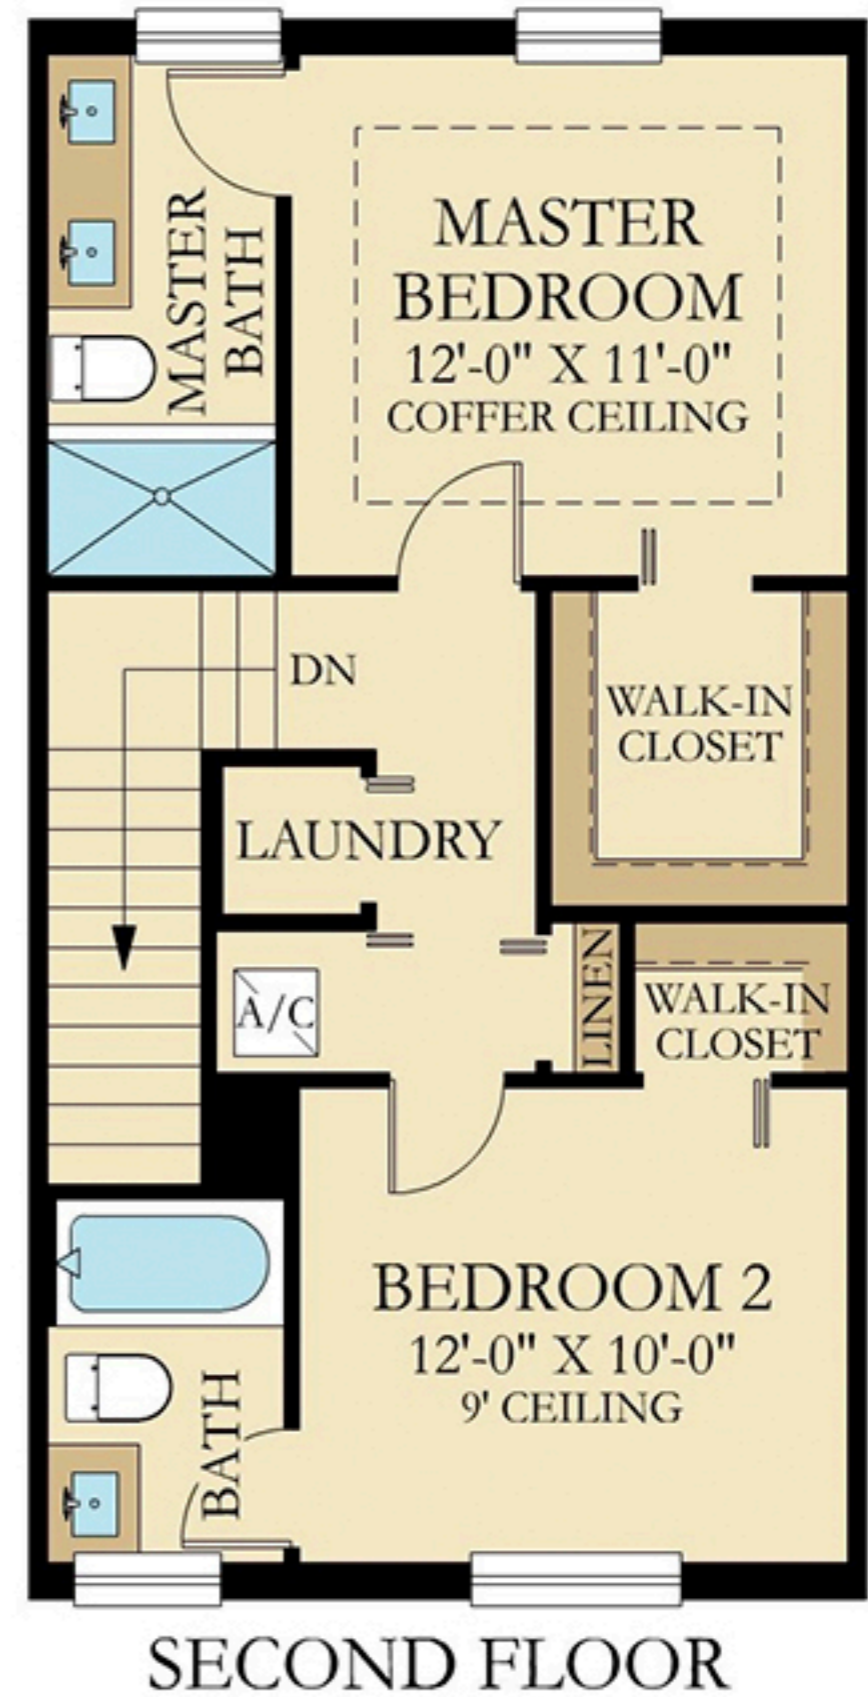 MASTER
BATH
MASTER
BEDROOM
12'-0" X 11'-0"
COFFER CEILING
DN
WALK-IN
CLOSET
LAUNDRY
A/C
LINEN
WALK-IN
CLOSET
BEDROOM 2
12'-0" X 10'-0"
9' CEILING
BATH
SECOND FLOOR